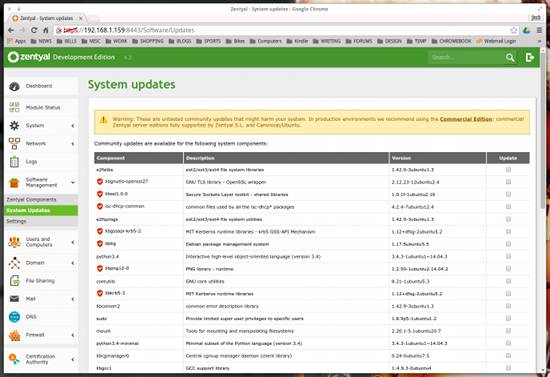 Zentyal - System updates - Google Chrome
Zentyal - System updates
Jack
https://192.168.1.159:8443/Software/Updates
Apps NEWS BILLS MISC WORK SHOPPING BLOGS SPORTS Bikes Computers Kindle WRITING FORUMS DESIGN TEMP CHROMEBOOK Webmail Login
zentyal Development Edition 4.2
Search...
Dashboard
Module Status
System
Network
Logs
Software Management
Zentyal Components
System Updates
Settings
Users and Computers
Domain
File Sharing
Mail
DNS
Firewall
Certification Authority
System updates
Warning: These are untested community updates that might harm your system. In production environments we recommend using the Commercial Edition: commercial
Zentyal server editions fully supported by Zentyal S.L. and Canonical/Ubuntu.
Community updates are available for the following system components:
Component Description Version Update
e2fslibs ext2/ext3/ext4 file system libraries 1.42.9-3ubuntu1.3
libgnutls-openssl27 GNU TLS library - OpenSSL wrapper 2.12.23-12ubuntu2.4
libssl1.0.0 Secure Sockets Layer toolkit - shared libraries
isc-dhcp-common common files used by all the isc-dhcp* packages 4.2.4-7ubuntu12.4
e2fsprogs ext2/ext3/ext4 file system utilities 1.42.9-3ubuntu1.3
libgssapi-krb5-2 MIT Kerberos runtime libraries - krb5 GSS-API Mechanism 1.12+dfsg-2ubuntu5.2
dpkg Debian package management system 1.17.5ubuntu5.5
python3.4 Interactive high-level object-oriented language (version 3.4) 3.4.3-1ubuntu1~14.04.3
libpng12-0 PNG library - runtime 1.2.50-1ubuntu2.14.04.2
coreutils GNU core utilities 8.21-1ubuntu5.3
libkrb5-3 MIT Kerberos runtime libraries 1.12+dfsg-2ubuntu5.2
libcomerr2 common error description library 1.42.9-3ubuntu1.3
sudo Provide limited super user privileges to specific users 1.8.9p5-1ubuntu1.2
mount Tools for mounting and manipulating filesystems 2.20.1-5.1ubuntu20.7
python3.4-minimal Minimal subset of the Python language (version 3.4) 3.4.3-1ubuntu1~14.04.3
libcgmanager0 Central cgroup manager daemon (client library) 0.24-0ubuntu7.5
libgcc1 GCC support library